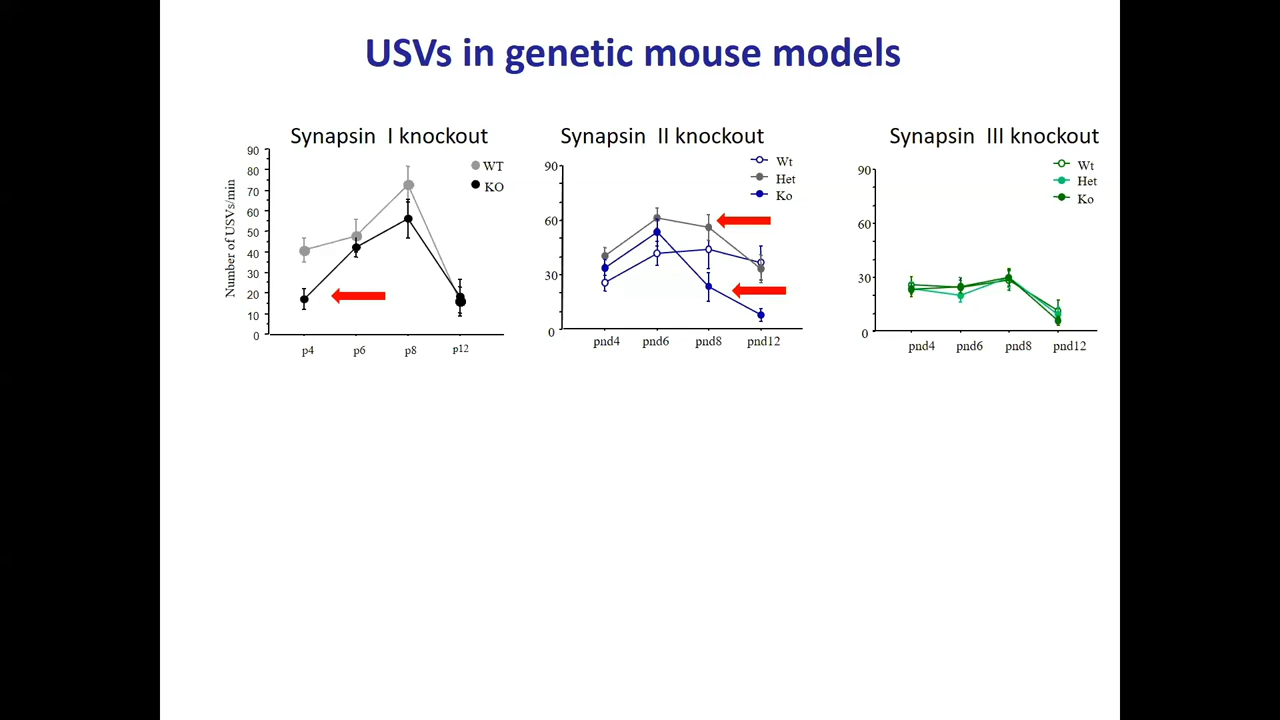 USVs in genetic mouse models
Synapsin I knockout
Number of USVs/min
90
80
70
60
50
40
30
20
10
0
p4 p6 p8 p12
WT
KO
Synapsin II knockout
90
60
30
0
pnd4 pnd6 pnd8 pnd12
Wt
Het
Ko
Synapsin III knockout
90
60
30
0
pnd4 pnd6 pnd8 pnd12
Wt
Het
Ko